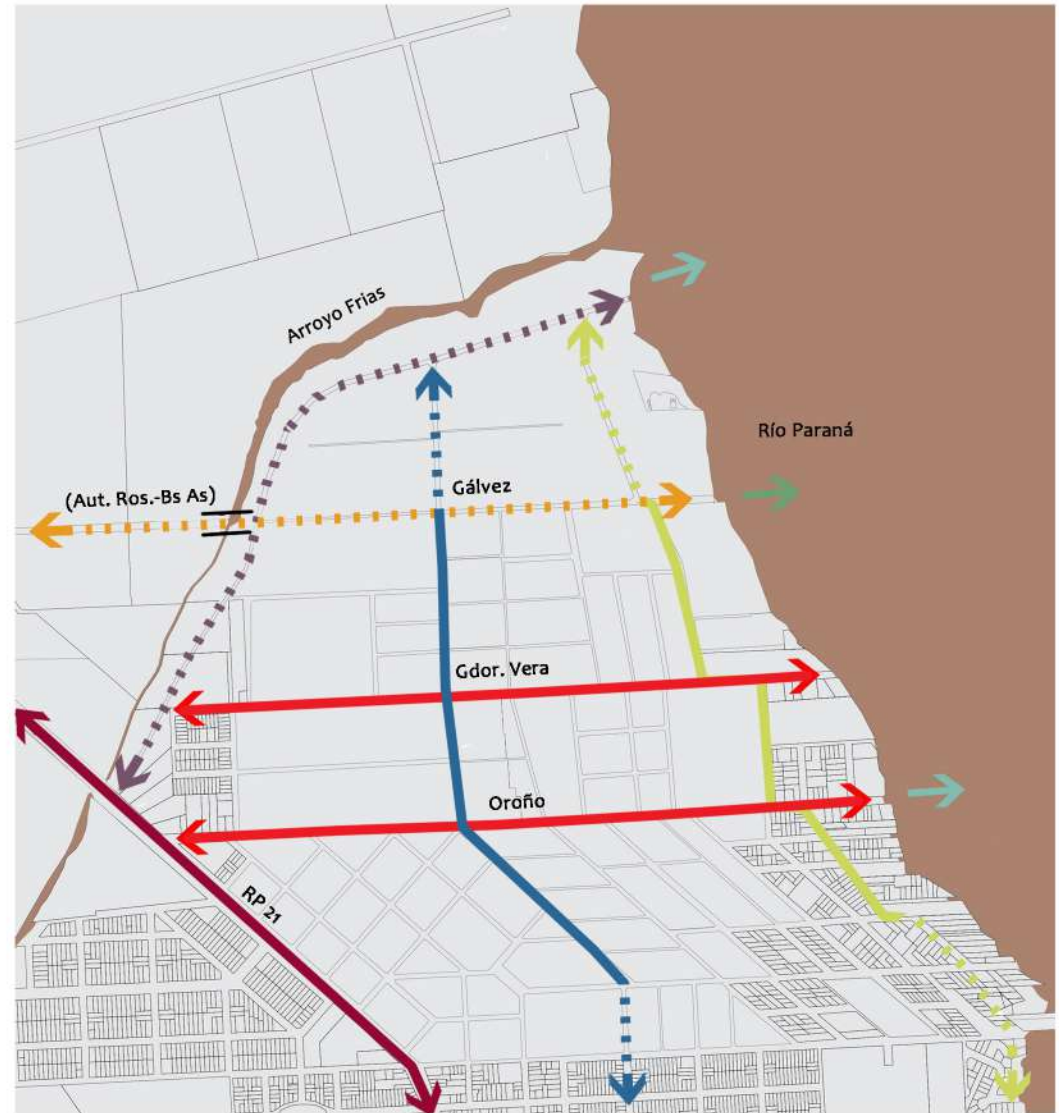 Arroyo Frias
Río Paraná
(Aut. Ros.-Bs As)
Gálvez
Gdor. Vera
Oroño
RP 21